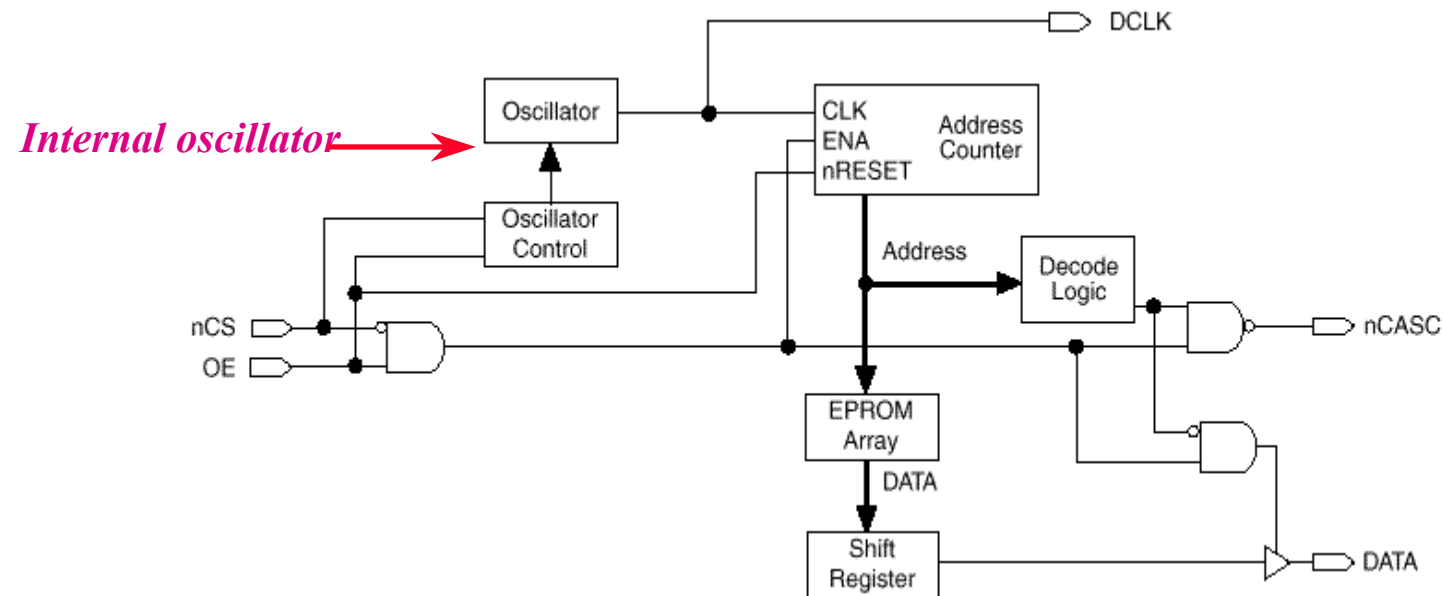 DCLK
Oscillator
Internal oscillator
CLK
ENA
nRESET
Address
Counter
Oscillator
Control
Address
Decode
Logic
nCS
OE
nCASC
EPROM
Array
DATA
Shift
Register
DATA